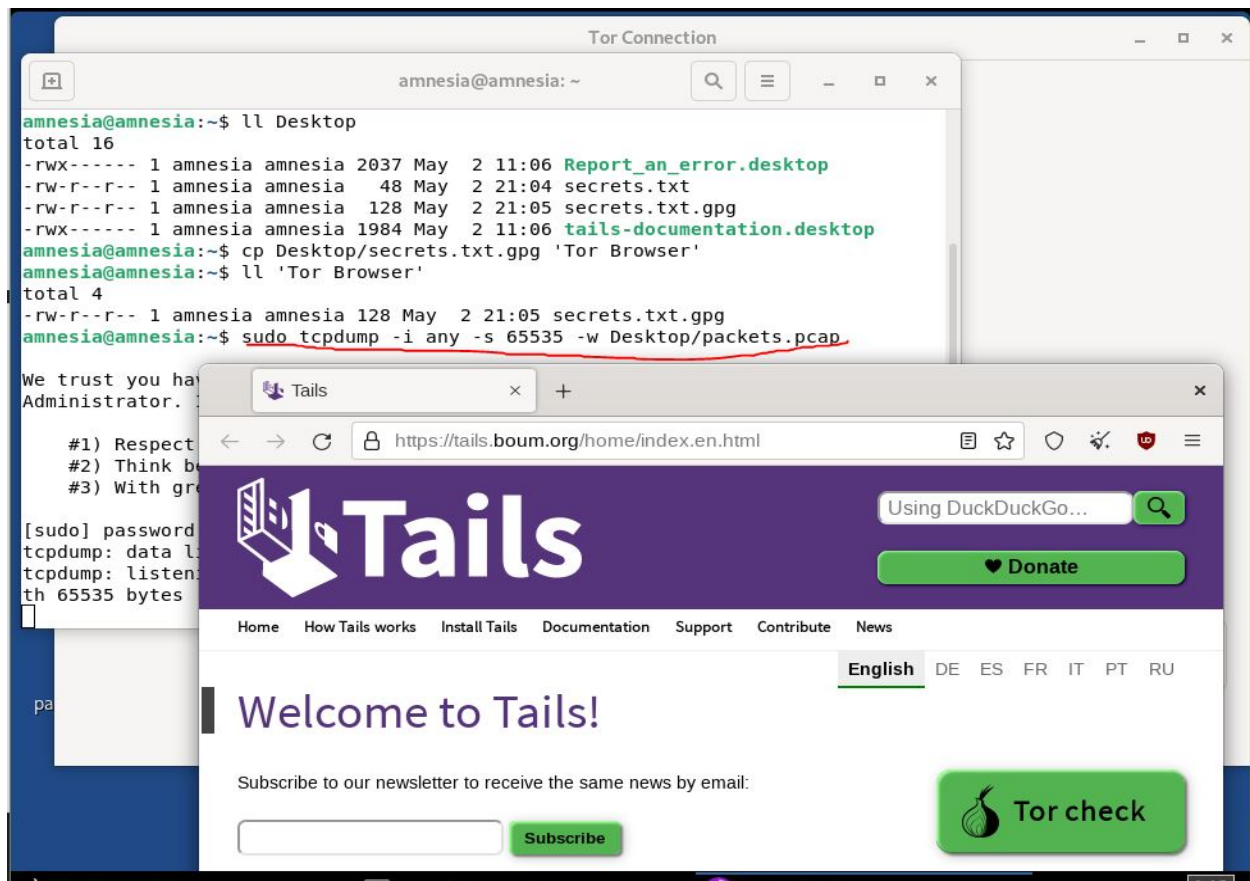 Tor Connection
amnesia@amnesia: ~
amnesia@amnesia:~$ ll Desktop
total 16
-rwx------ 1 amnesia amnesia 2037 May  2 11:06 Report_an_error.desktop
-rw-r--r-- 1 amnesia amnesia   48 May  2 21:04 secrets.txt
-rw-r--r-- 1 amnesia amnesia  128 May  2 21:05 secrets.txt.gpg
-rwx------ 1 amnesia amnesia 1984 May  2 11:06 tails-documentation.desktop
amnesia@amnesia:~$ cp Desktop/secrets.txt.gpg 'Tor Browser'
amnesia@amnesia:~$ ll 'Tor Browser'
total 4
-rw-r--r-- 1 amnesia amnesia 128 May  2 21:05 secrets.txt.gpg
amnesia@amnesia:~$ sudo tcpdump -i any -s 65535 -w Desktop/packets.pcap
We trust you hav
Administrator.
#1) Respect
#2) Think be
#3) With gre
[sudo] password
tcpdump: data li
tcpdump: listeni
th 65535 bytes
pa
Tails
https://tails.boum.org/home/index.en.html
Tails
Using DuckDuckGo...
Donate
Home How Tails works Install Tails Documentation Support Contribute News
English DE ES FR IT PT RU
Welcome to Tails!
Subscribe to our newsletter to receive the same news by email:
Subscribe
Tor check